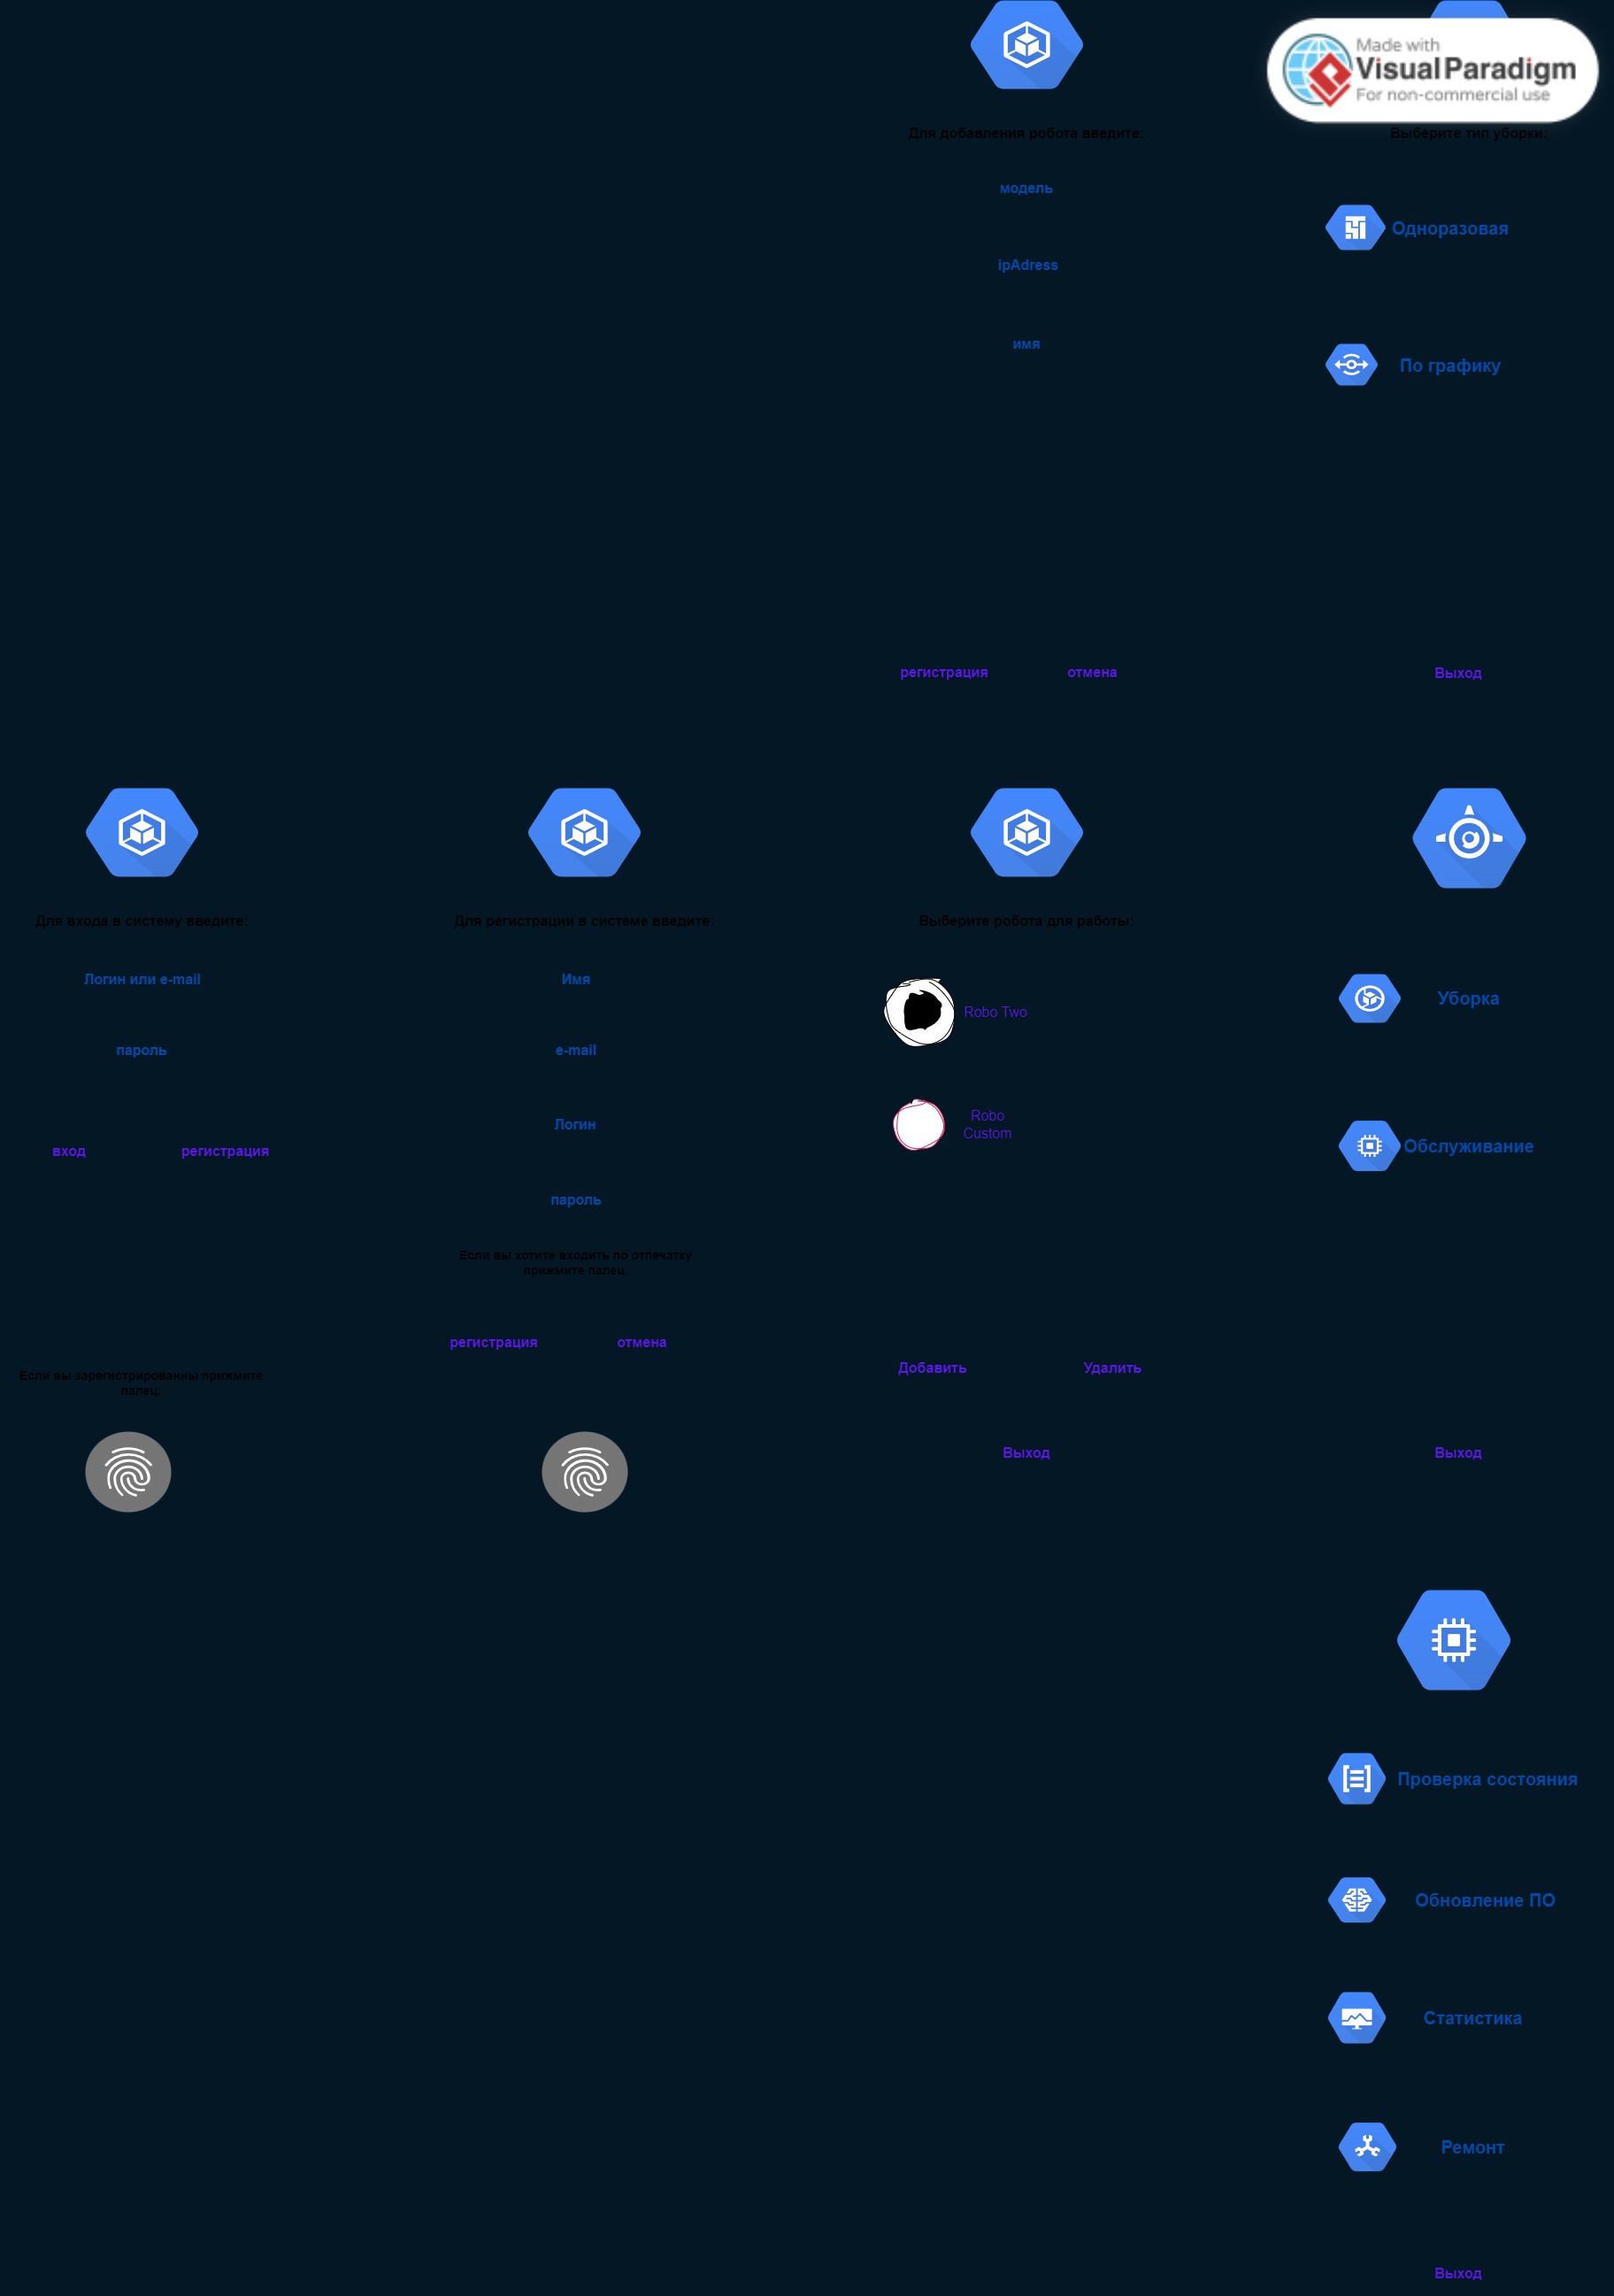 Made with
Visual Paradigm
For non-commercial use
Для добавления робота введите:
модель
ipAdress
имя
регистрация
отмена
Выберите тип уборки:
Одноразовая
По графику
Выход
Для входа в систему введите:
Логин или e-mail
пароль
вход
регистрация
Если вы зарегистрированны прижмите
палец:
Для регистрации в системе введите:
Имя
e-mail
Логин
пароль
Если вы хотите входить по отпечатку
прижмите палец.
регистрация
отмена
Выберите робота для работы:
Robo Two
Robo
Custom
Добавить
Удалить
Выход
Уборка
Обслуживание
Выход
Проверка состояния
Обновление ПО
Статистика
Ремонт
Выход